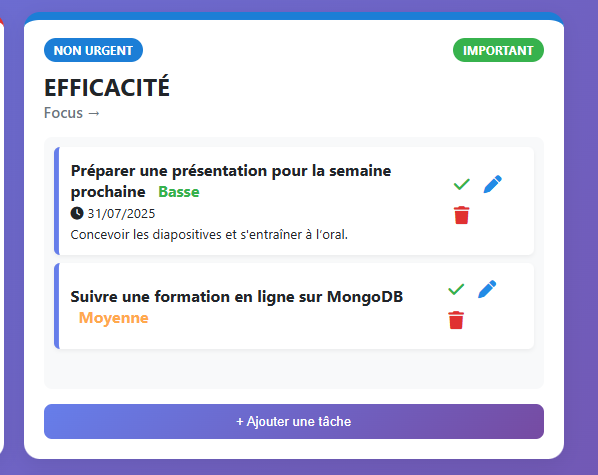 NON URGENT
IMPORTANT
EFFICACITÉ
Focus →
Préparer une présentation pour la semaine
prochaine Basse
31/07/2025
Concevoir les diapositives et s'entraîner à l'oral.
Suivre une formation en ligne sur MongoDB
Moyenne
+ Ajouter une tâche